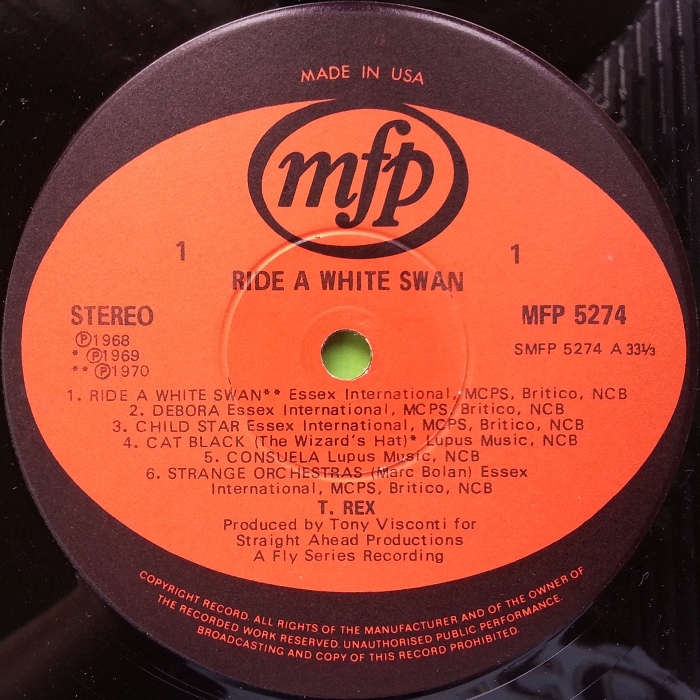 MADE IN USA
mfp
1 1
RIDE A WHITE SWAN
STEREO MFP 5274
Ⓟ1968
* Ⓟ1969 SMFP 5274 A 33⅓
** Ⓟ1970
1. RIDE A WHITE SWAN** Essex International, MCPS, Britico, NCB
2. DEBORA Essex International, MCPS, Britico, NCB
3. CHILD STAR Essex International, MCPS, Britico, NCB
4. CAT BLACK (The Wizard's Hat)* Lupus Music, NCB
5. CONSUELA Lupus Music, NCB
6. STRANGE ORCHESTRAS (Marc Bolan) Essex
International, MCPS, Britico, NCB
T. REX
Produced by Tony Visconti for
Straight Ahead Productions
A Fly Series Recording
COPYRIGHT RECORD. ALL RIGHTS OF THE MANUFACTURER AND OF THE OWNER OF
THE RECORDED WORK RESERVED. UNAUTHORISED PUBLIC PERFORMANCE.
BROADCASTING AND COPY OF THIS RECORD PROHIBITED.